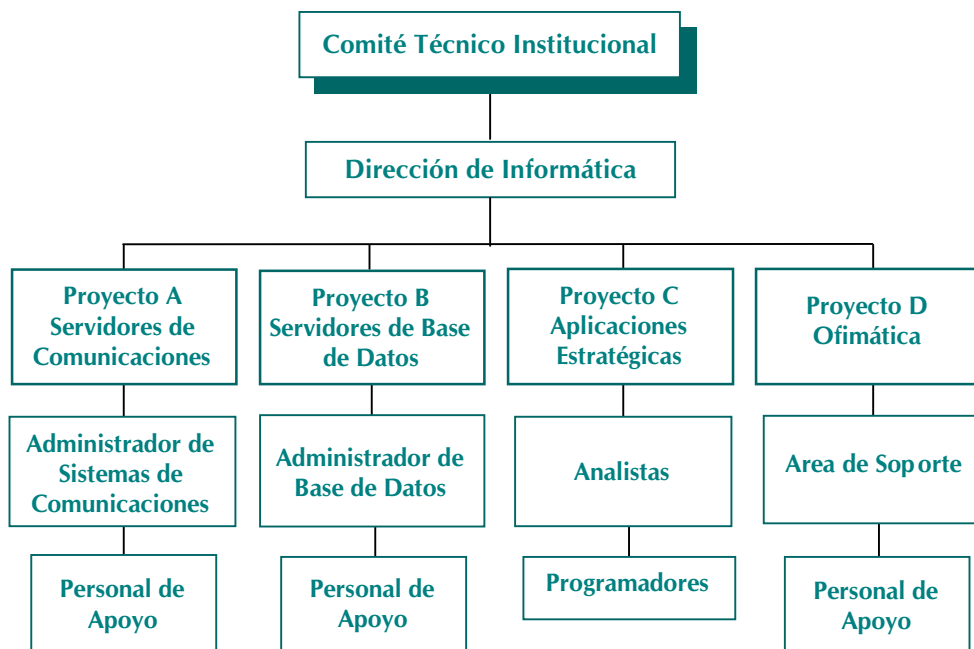 Comité Técnico Institucional
Dirección de Informática
Proyecto A
Servidores de
Comunicaciones
Proyecto B
Servidores de Base
de Datos
Proyecto C
Aplicaciones
Estratégicas
Proyecto D
Ofimática
Administrador de
Sistemas de
Comunicaciones
Administrador de
Base de Datos
Analistas
Area de Soporte
Personal de
Apoyo
Personal de
Apoyo
Programadores
Personal de
Apoyo